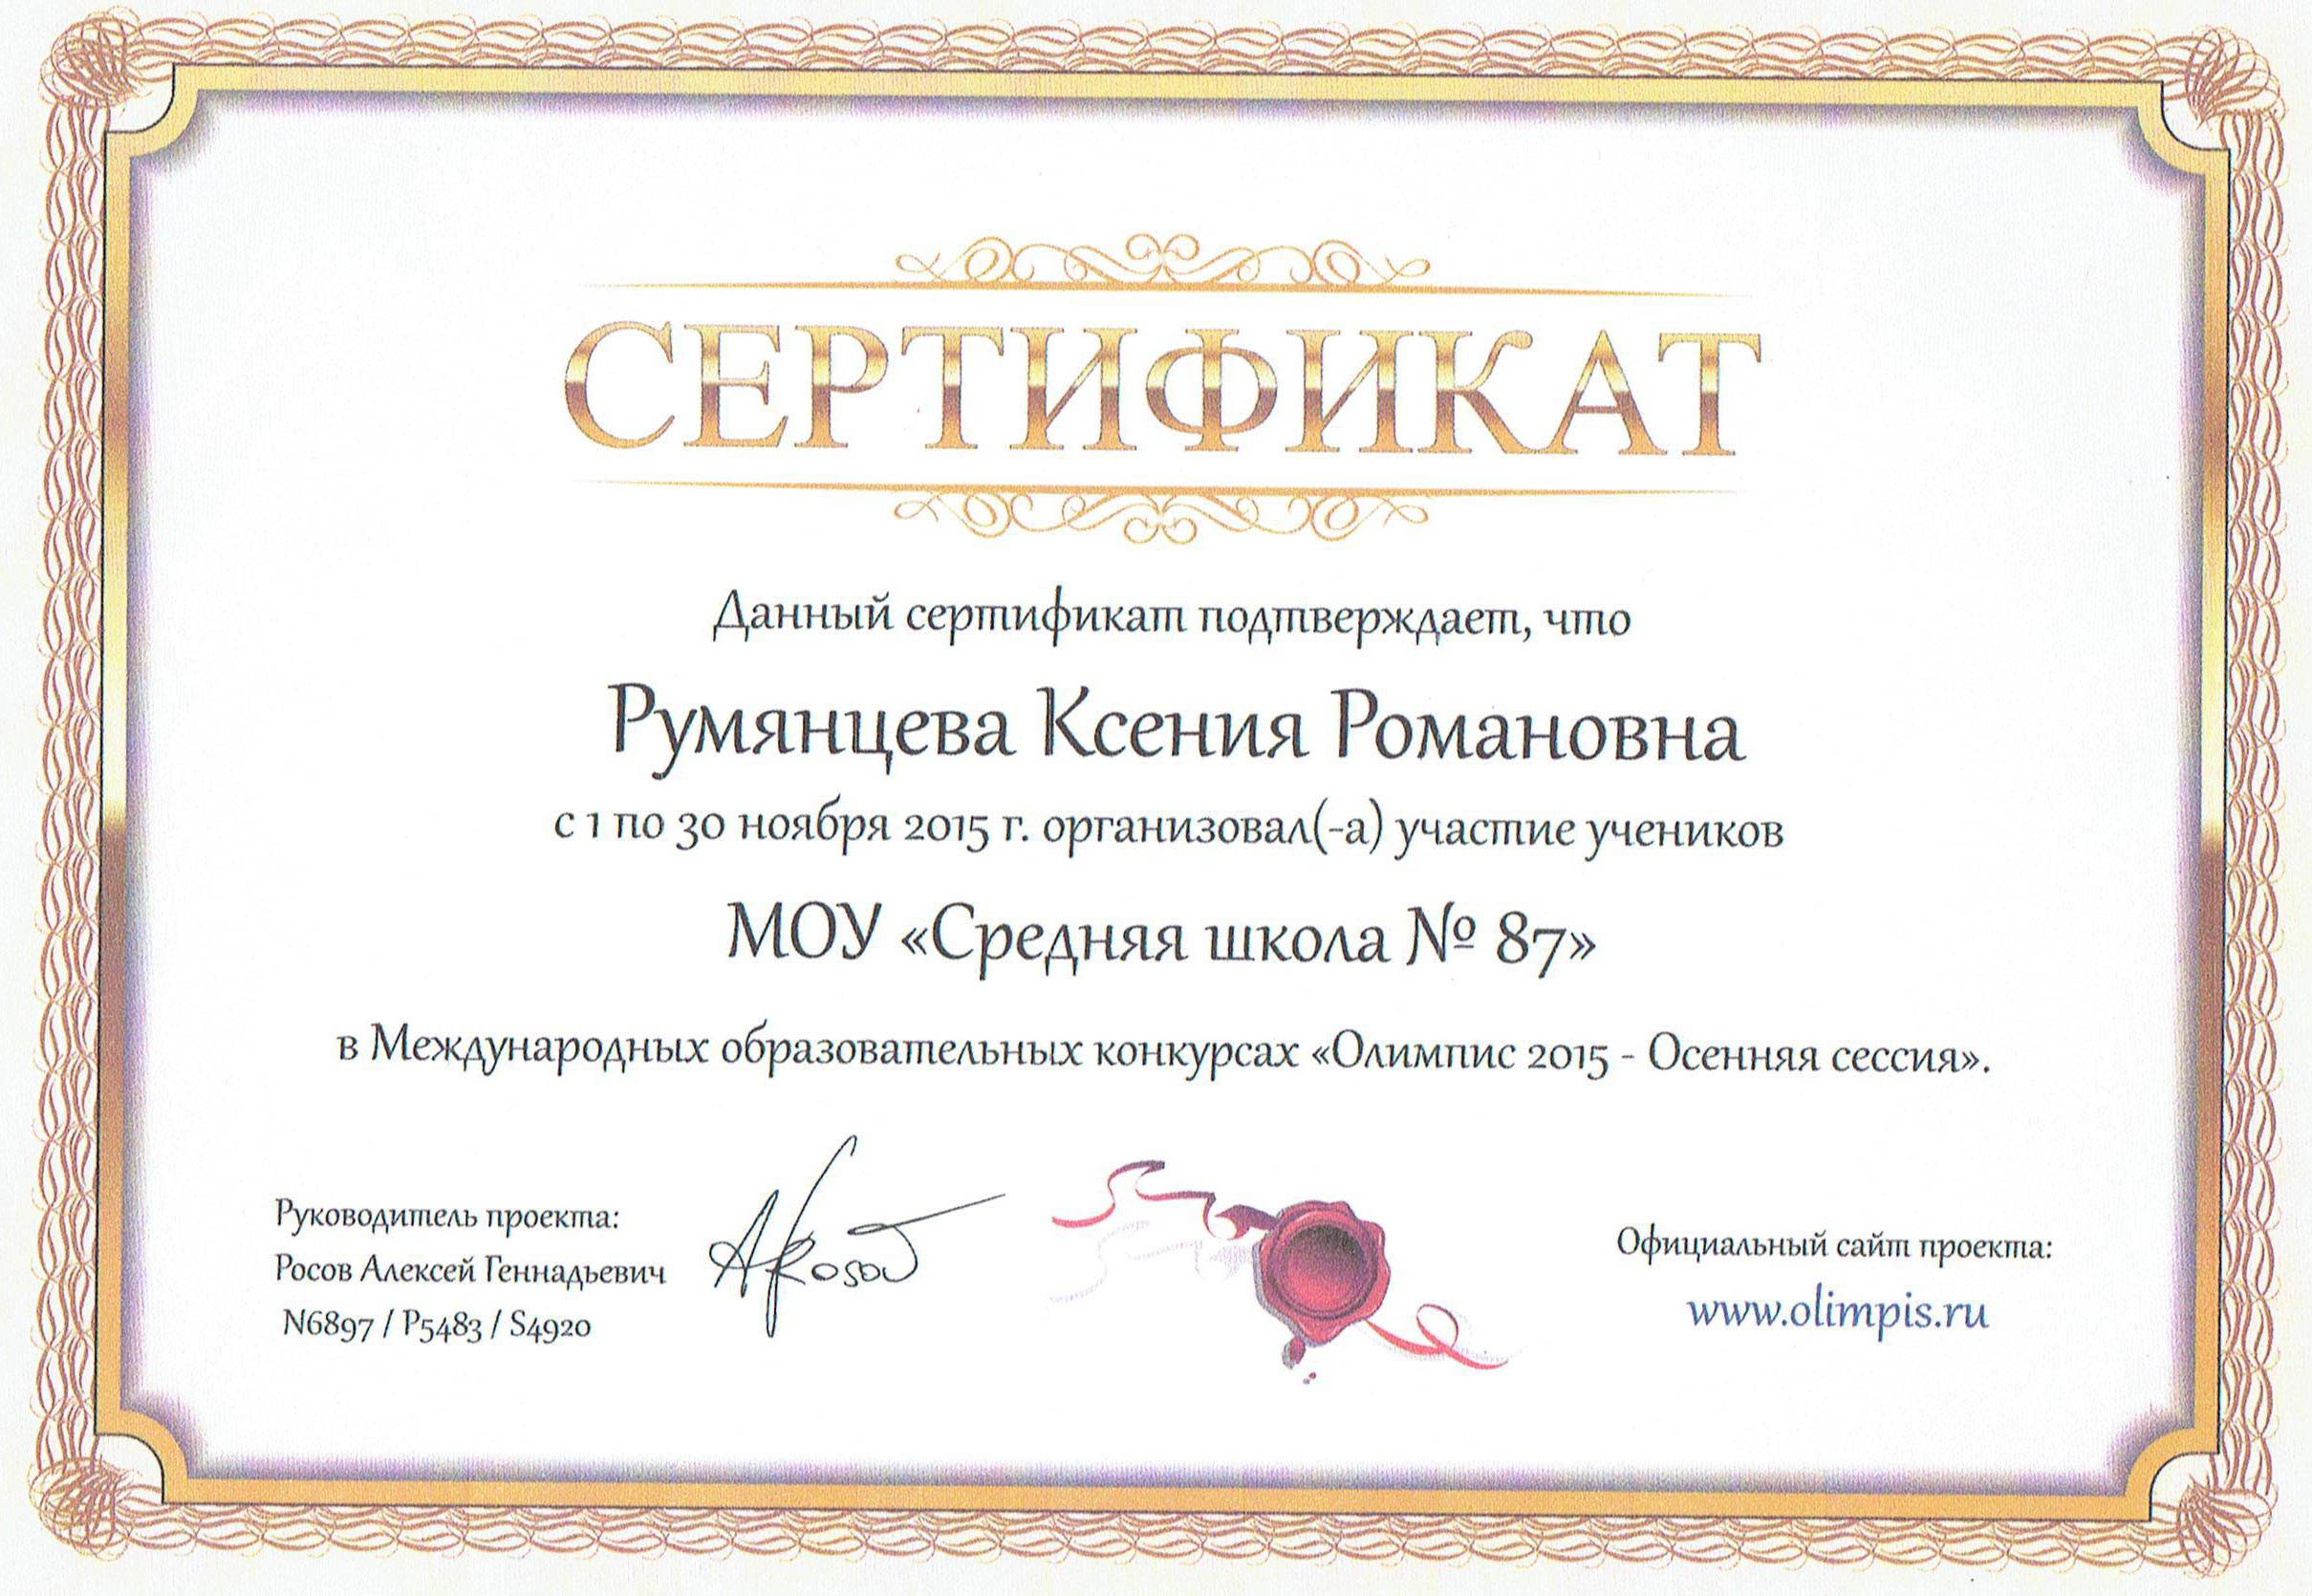 СЕРТИФИКАТ
Данный сертификат подтверждает, что
Румянцева Ксения Романовна
с 1 по 30 ноября 2015 г. организовал(-а) участие учеников
МОУ «Средняя школа № 87»
в Международных образовательных конкурсах «Олимпис 2015 - Осенняя сессия».
Руководитель проекта:
Росов Алексей Геннадьевич
N6897 / P5483 / S4920
ARosov
Официальный сайт проекта:
www.olimpis.ru